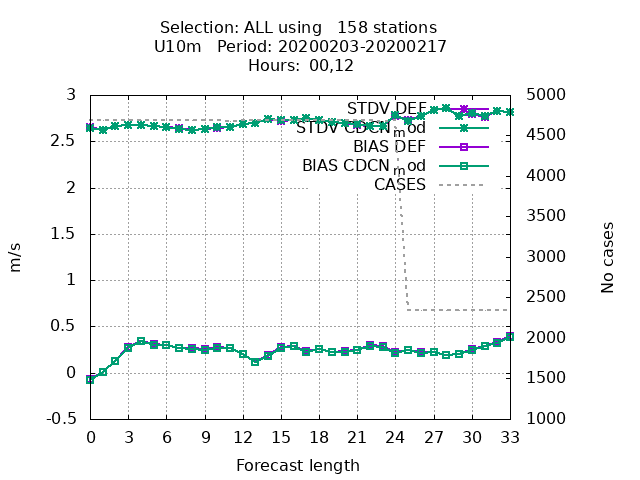 Selection: ALL using   158 stations
U10m   Period: 20200203-20200217
Hours:  00,12
STDV DEF
STDV CDCN_mod
BIAS DEF
BIAS CDCN_mod
CASES
3
2.5
2
1.5
1
0.5
0
-0.5
5000
4500
4000
3500
3000
2500
2000
1500
1000
m/s
No cases
0 3 6 9 12 15 18 21 24 27 30 33
Forecast length